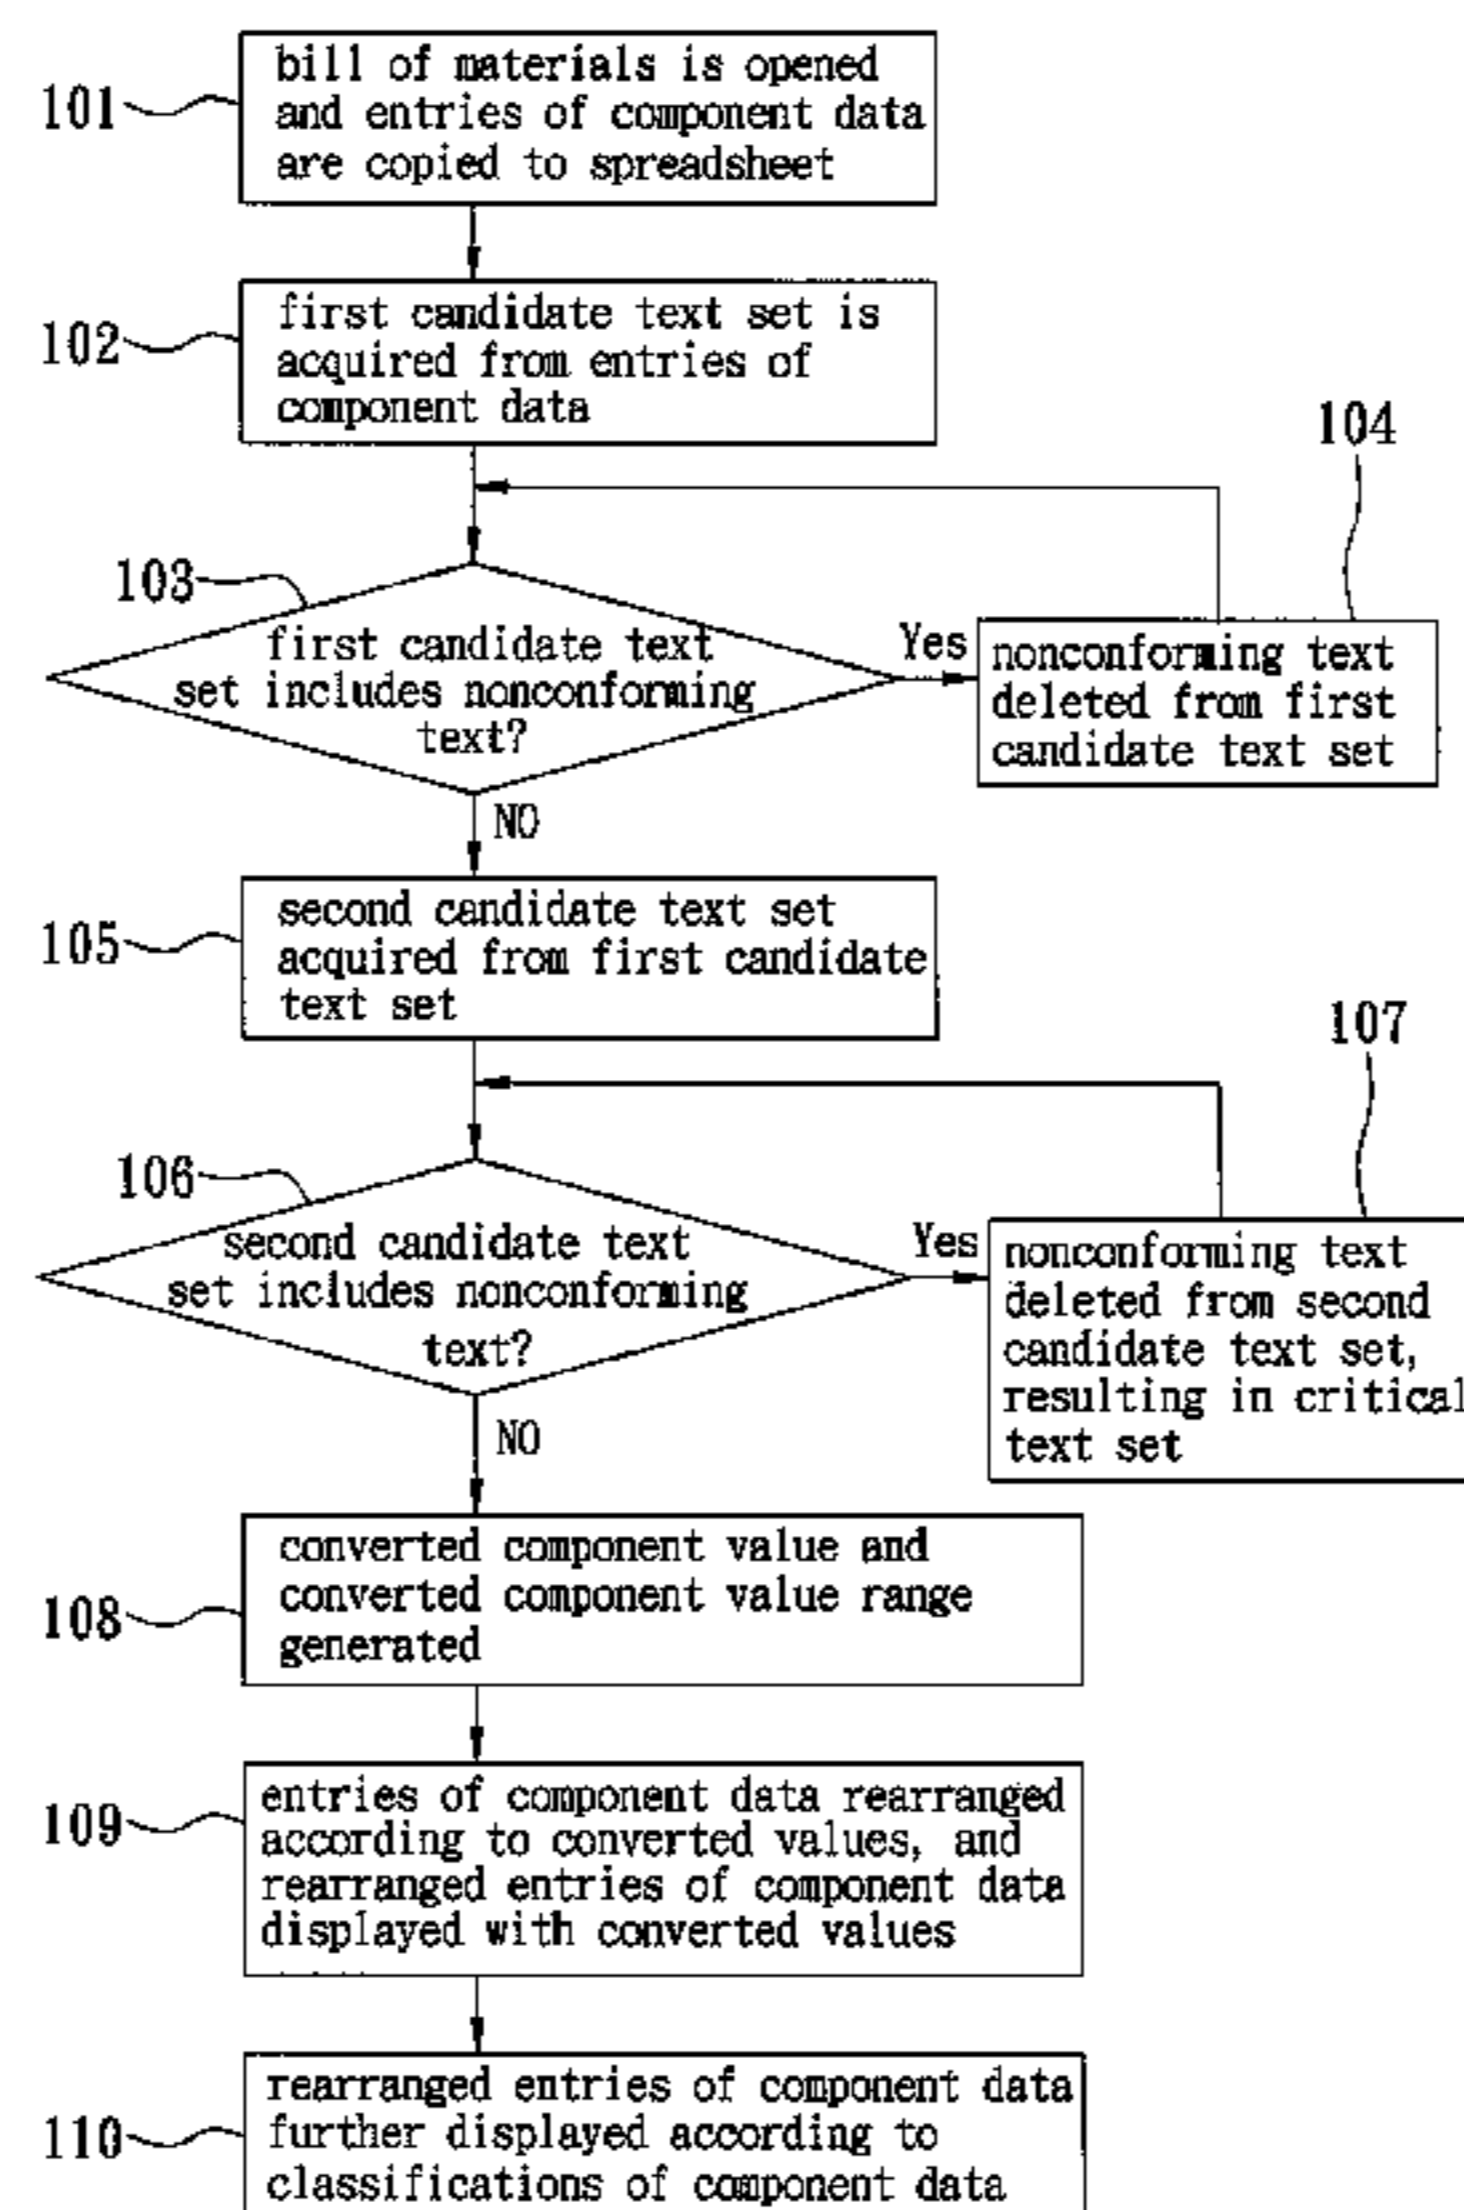 101
bill of materials is opened
and entries of component data
are copied to spreadsheet
102
first candidate text set is
acquired from entries of
component data
104
103
first candidate text
set includes nonconforming
text?
Yes
nonconforming text
deleted from first
candidate text set
NO
105
second candidate text set
acquired from first candidate
text set
107
106
second candidate text
set includes nonconforming
text?
Yes
nonconforming text
deleted from second
candidate text set,
resulting in critical
text set
NO
108
converted component value and
converted component value range
generated
109
entries of component data rearranged
according to converted values, and
rearranged entries of component data
displayed with converted values
110
rearranged entries of component data
further displayed according to
classifications of component data